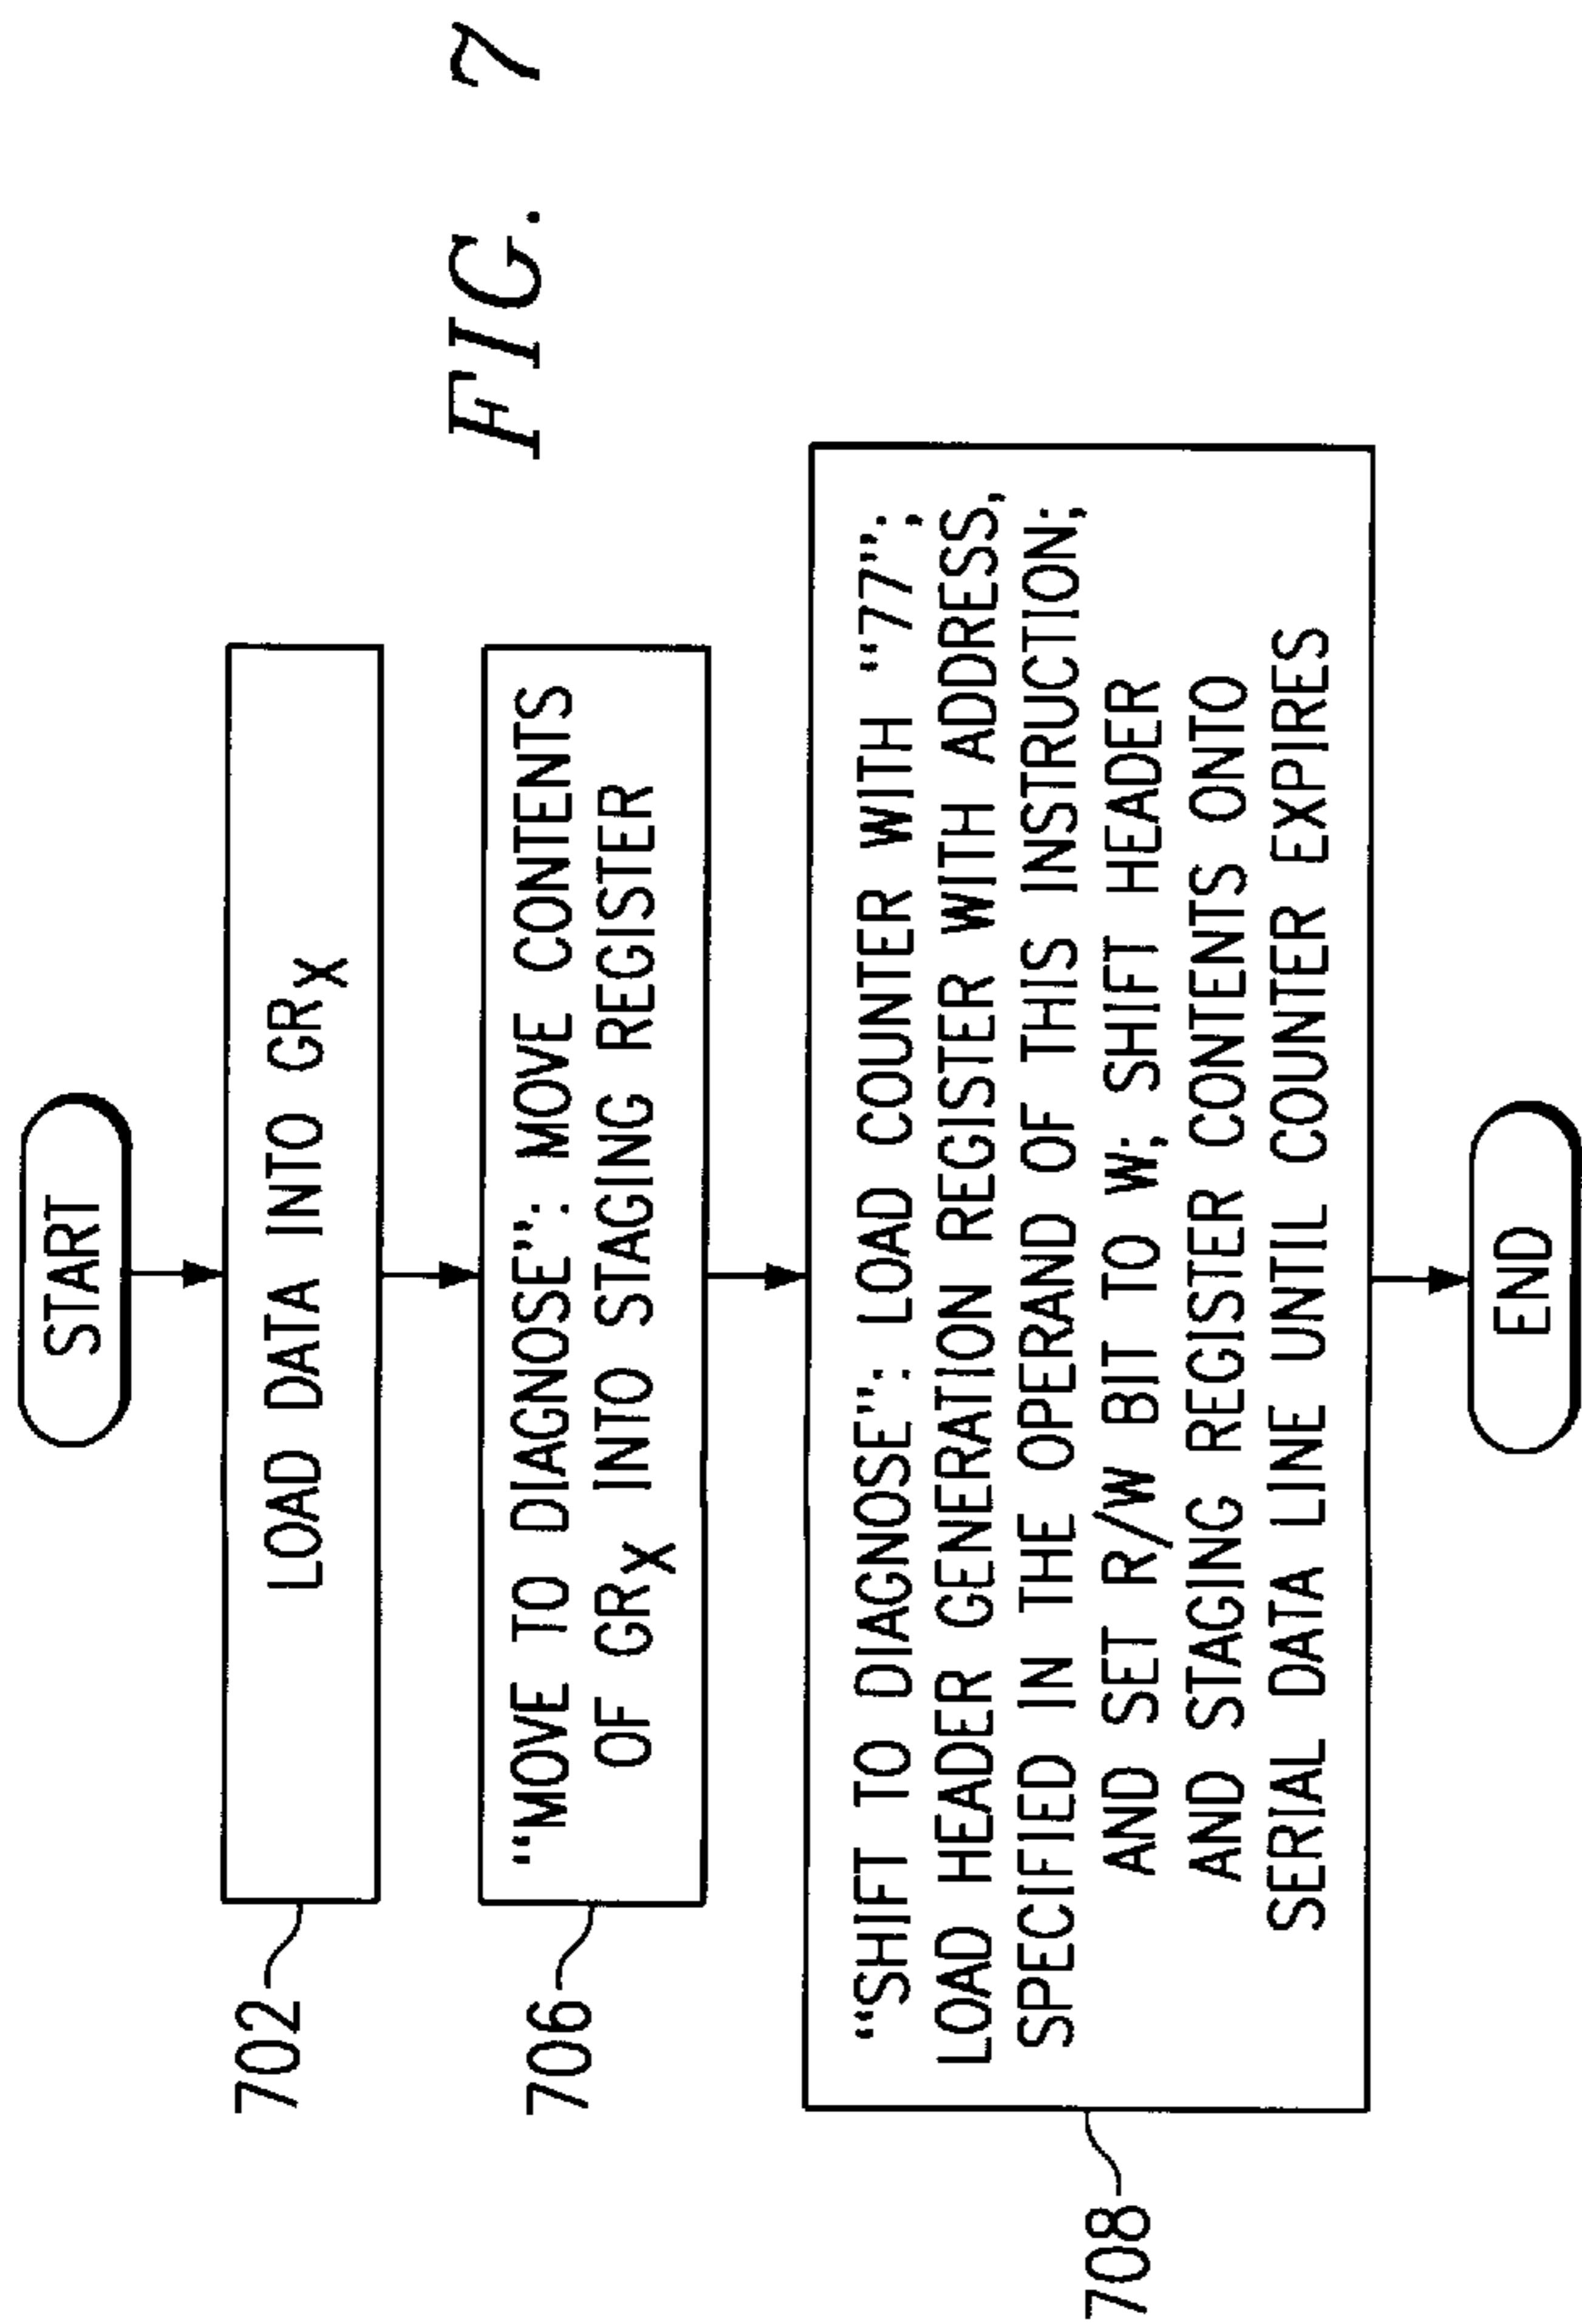 START
702
LOAD DATA INTO GRX
706
“MOVE TO DIAGNOSE”: MOVE CONTENTS
OF GRX INTO STAGING REGISTER
708
“SHIFT TO DIAGNOSE”: LOAD COUNTER WITH “77”;
LOAD HEADER GENERATION REGISTER WITH ADDRESS,
SPECIFIED IN THE OPERAND OF THIS INSTRUCTION;
AND SET R/W BIT TO W; SHIFT HEADER
AND STAGING REGISTER CONTENTS ONTO
SERIAL DATA LINE UNTIL COUNTER EXPIRES
END
FIG. 7